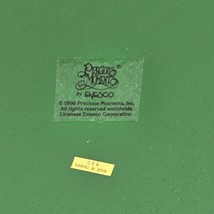 Precious
Moments
by ENESCO
© 1996 Precious Moments, Inc.
All rights reserved worldwide
Licensee Enesco Corporation